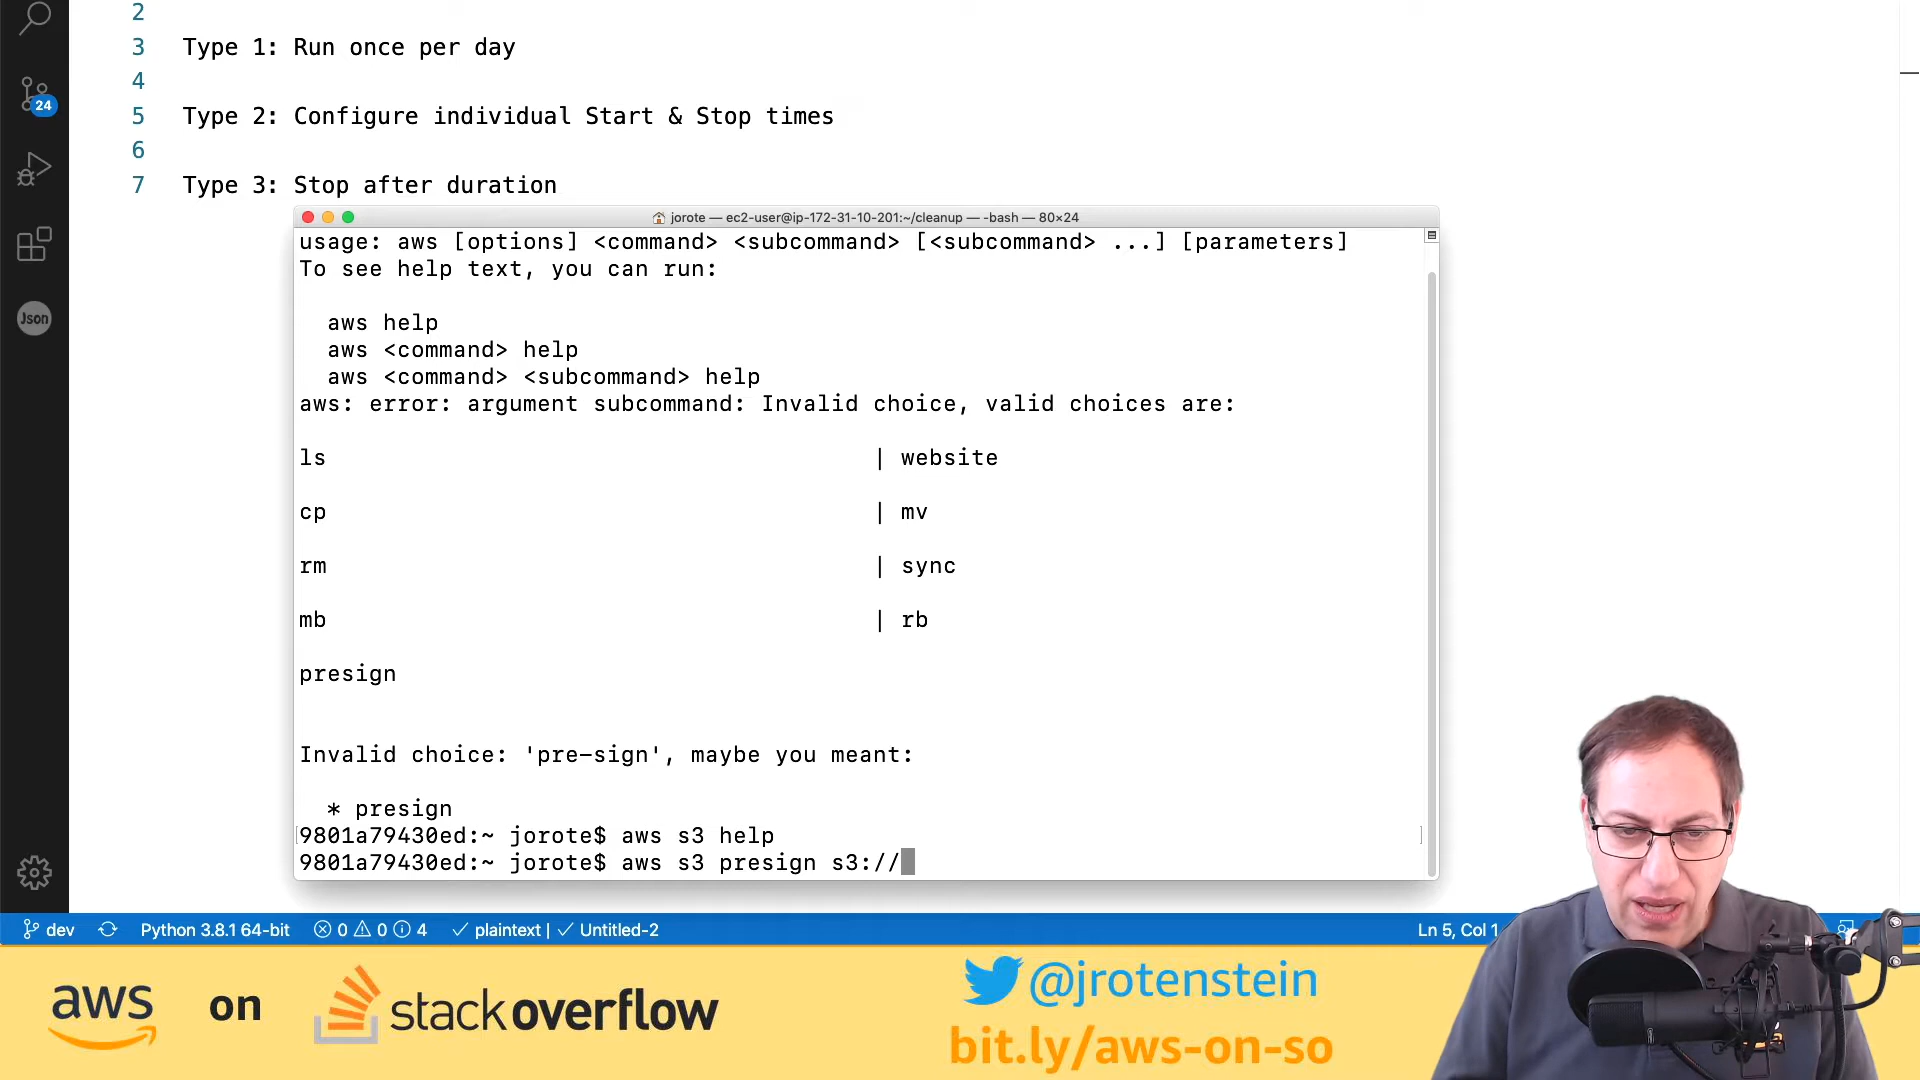 2
3 Type 1: Run once per day
4
5 Type 2: Configure individual Start & Stop times
6
7 Type 3: Stop after duration
24
Json
jorote — ec2-user@ip-172-31-10-201:~/cleanup — -bash — 80×24
usage: aws [options] <command> <subcommand> [<subcommand> ...] [parameters]
To see help text, you can run:
aws help
aws <command> help
aws <command> <subcommand> help
aws: error: argument subcommand: Invalid choice, valid choices are:
ls | website
cp | mv
rm | sync
mb | rb
presign
Invalid choice: 'pre-sign', maybe you meant:
* presign
[9801a79430ed:~ jorote$ aws s3 help ]
9801a79430ed:~ jorote$ aws s3 presign s3://
dev Python 3.8.1 64-bit 0 0 4 plaintext | Untitled-2 Ln 5, Col 1
aws on stackoverflow
@jrotenstein
bit.ly/aws-on-so